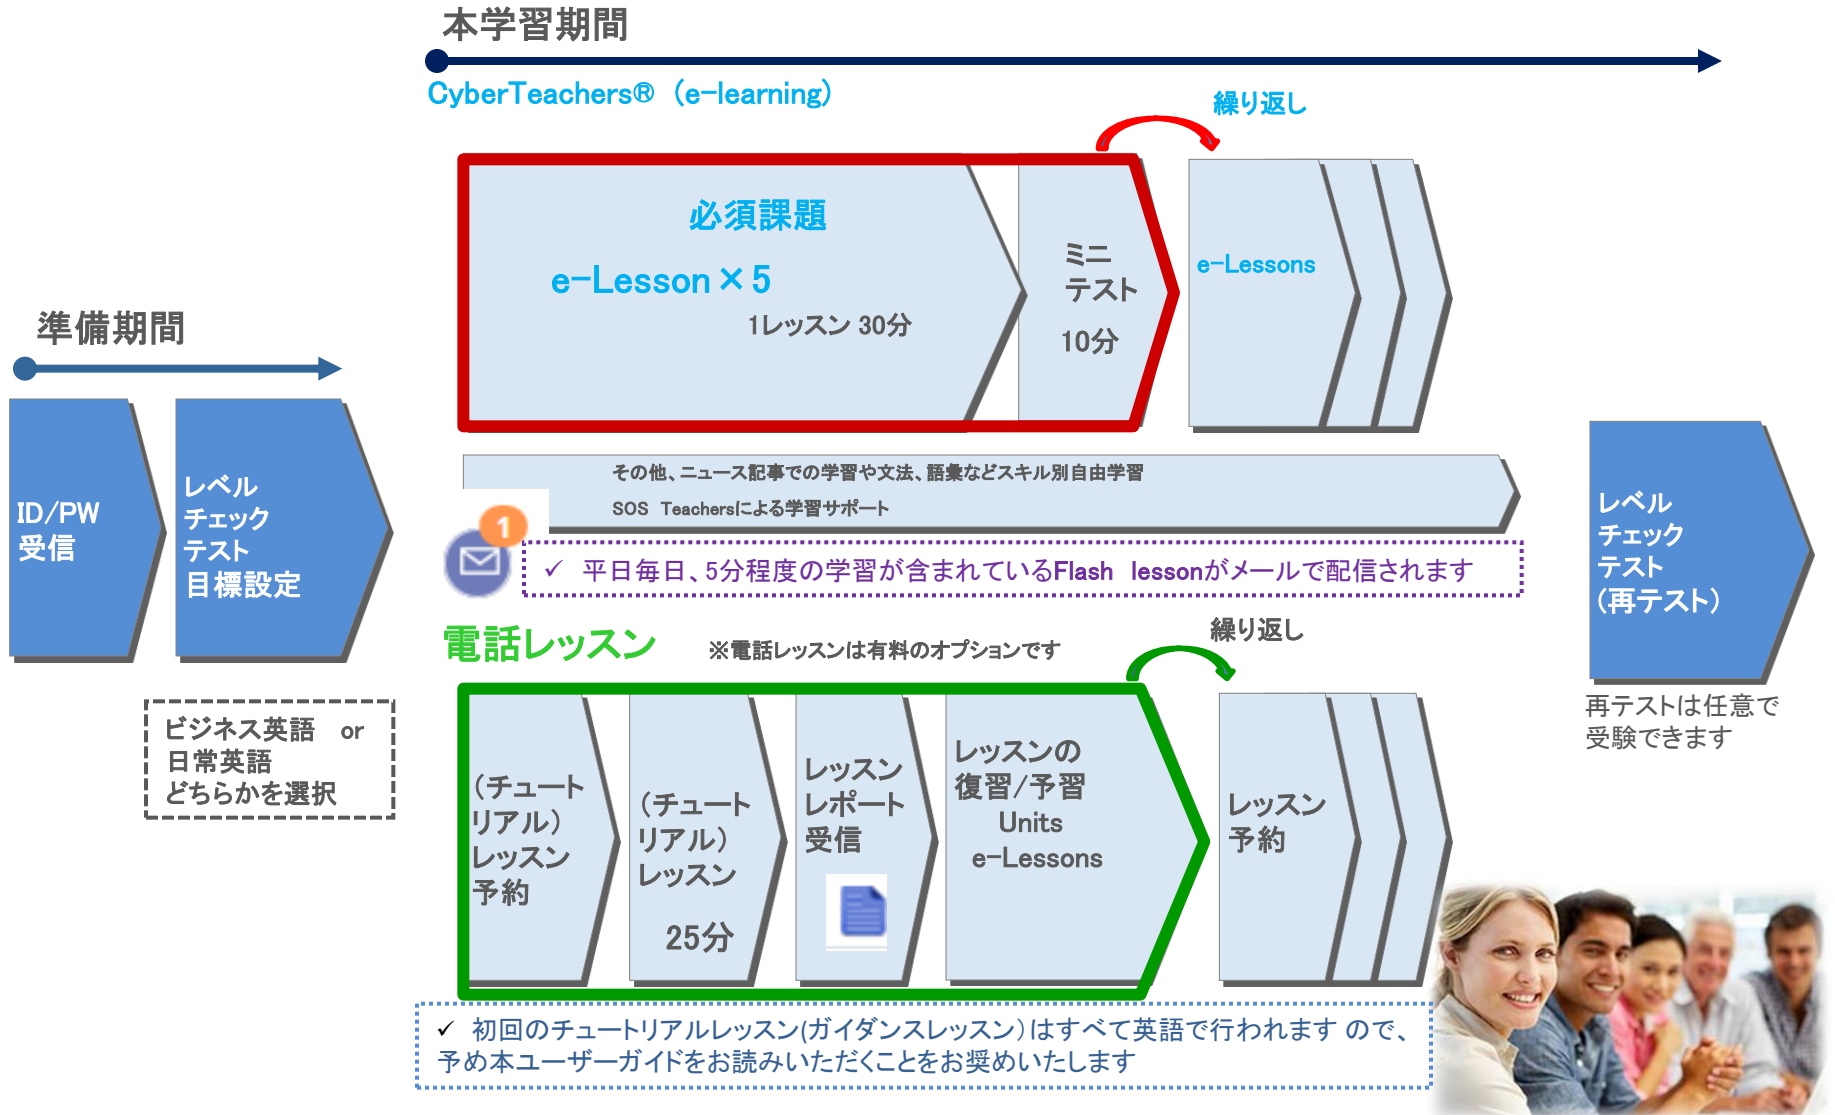 本学習期間
CyberTeachers® (e-learning)
繰り返し
必須課題
e-Lesson×5
1レッスン 30分
ミニ
テスト
10分
e-Lessons
準備期間
ID/PW
受信
レベル
チェック
テスト
目標設定
ビジネス英語 or
日常英語
どちらかを選択
その他、ニュース記事での学習や文法、語彙などスキル別自由学習
SOS Teachersによる学習サポート
1
✓ 平日毎日、5分程度の学習が含まれているFlash lessonがメールで配信されます
電話レッスン
※電話レッスンは有料のオプションです
繰り返し
(チュート
リアル)
レッスン
予約
(チュート
リアル)
レッスン
25分
レッスン
レポート
受信
レッスンの
復習/予習
Units
e-Lessons
レッスン
予約
レベル
チェック
テスト
(再テスト)
再テストは任意で
受験できます
✓ 初回のチュートリアルレッスン(ガイダンスレッスン)はすべて英語で行われます ので、
予め本ユーザーガイドをお読みいただくことをお奨めいたします